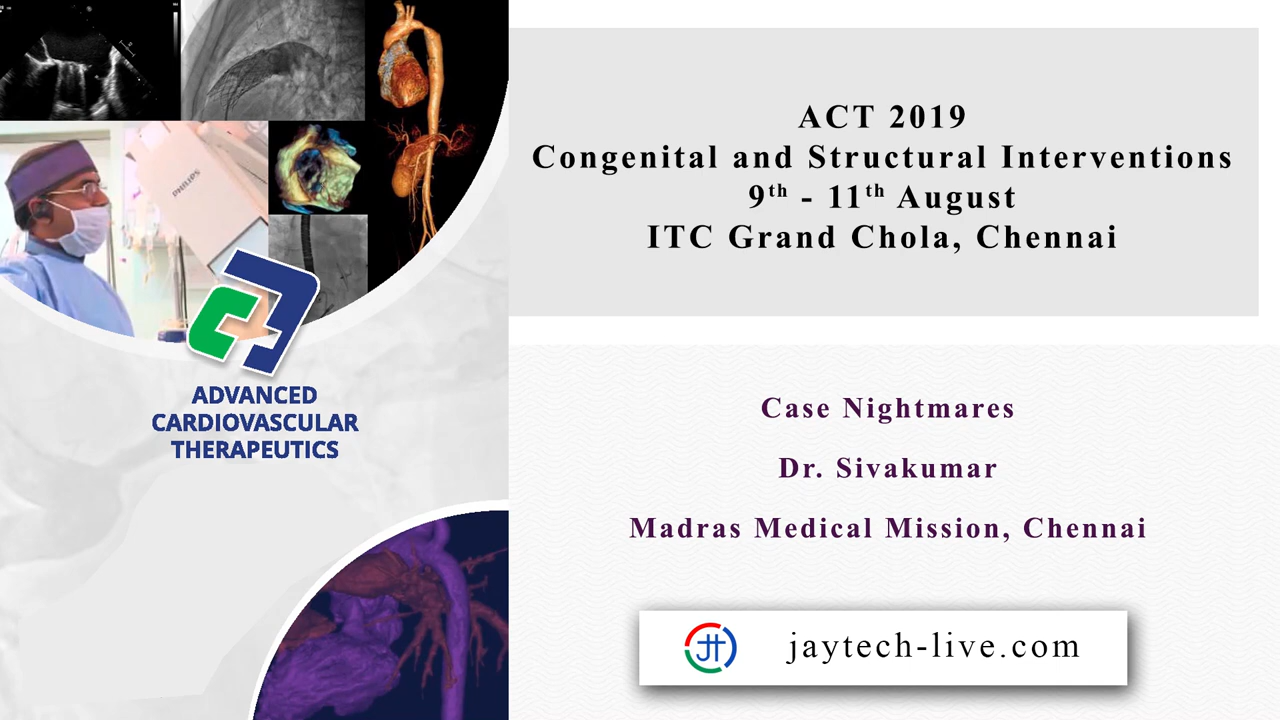 ACT 2019
Congenital and Structural Interventions
9th - 11th August
ITC Grand Chola, Chennai
PHILIPS
ADVANCED
CARDIOVASCULAR
THERAPEUTICS
Case Nightmares
Dr. Sivakumar
Madras Medical Mission, Chennai
jaytech-live.com